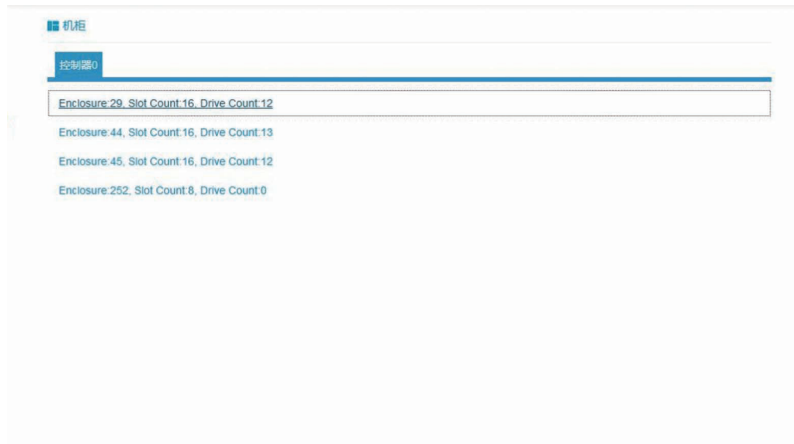 机柜
控制器0
Enclosure:29, Slot Count:16, Drive Count:12
Enclosure:44, Slot Count:16, Drive Count:13
Enclosure:45, Slot Count:16, Drive Count:12
Enclosure:252, Slot Count:8, Drive Count:0